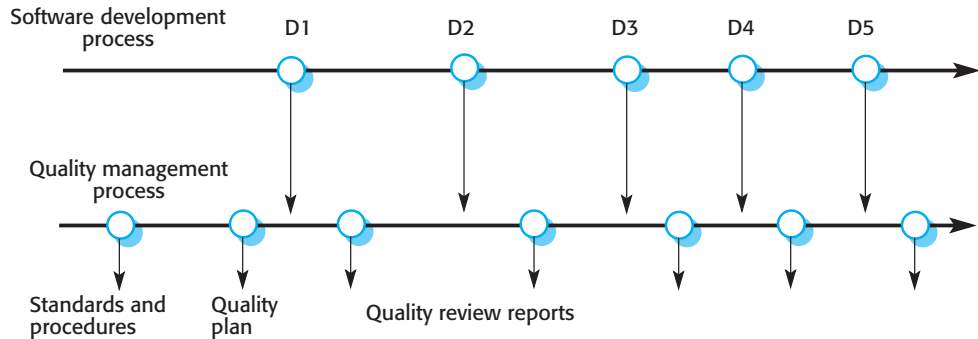 Software development
process
D1 D2 D3 D4 D5
Quality management
process
Standards and
procedures
Quality
plan
Quality review reports